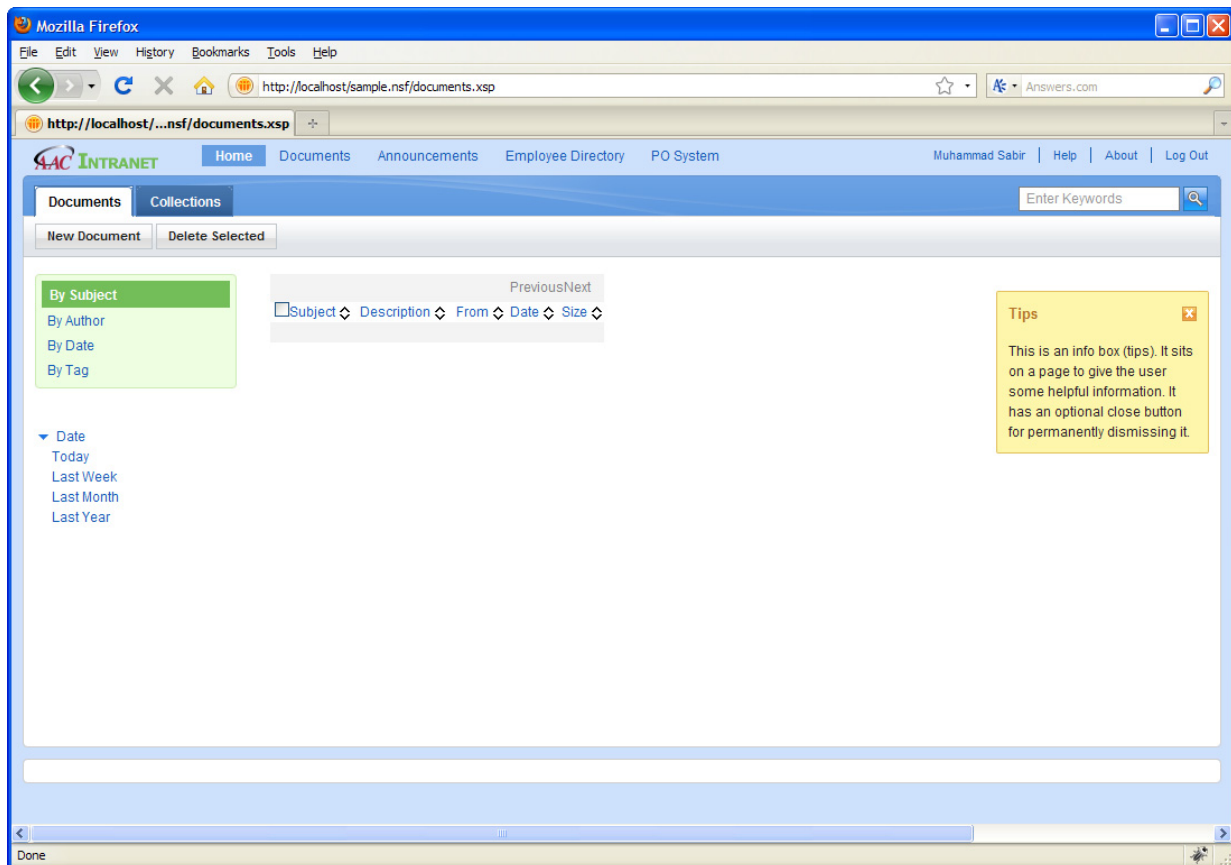 Mozilla Firefox
File Edit View History Bookmarks Tools Help
http://localhost/sample.nsf/documents.xsp Answers.com
http://localhost/...nsf/documents.xsp
AAC INTRANET Home Documents Announcements Employee Directory PO System Muhammad Sabir | Help | About | Log Out
Documents Collections Enter Keywords
New Document Delete Selected
By Subject
By Author
By Date
By Tag
Date
Today
Last Week
Last Month
Last Year
PreviousNext
Subject Description From Date Size
Tips
This is an info box (tips). It sits
on a page to give the user
some helpful information. It
has an optional close button
for permanently dismissing it.
Done